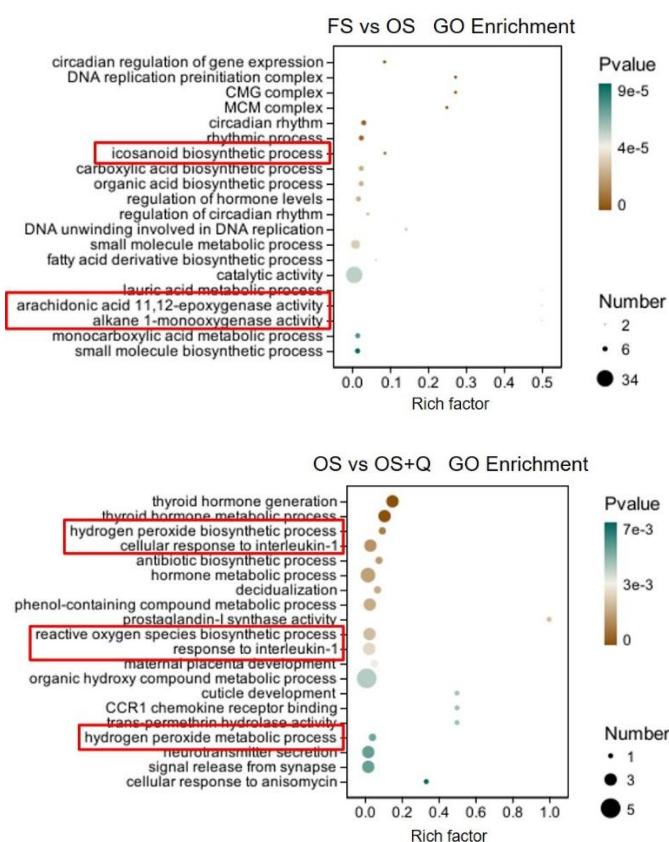 FS vs OS GO Enrichment
circadian regulation of gene expression
DNA replication preinitiation complex
CMG complex
MCM complex
circadian rhythm
rhythmic process
icosanoid biosynthetic process
carboxylic acid biosynthetic process
organic acid biosynthetic process
regulation of hormone levels
regulation of circadian rhythm
DNA unwinding involved in DNA replication
small molecule metabolic process
fatty acid derivative biosynthetic process
catalytic activity
lauric acid metabolic process
arachidonic acid 11,12-epoxygenase activity
alkane 1-monooxygenase activity
monocarboxylic acid metabolic process
small molecule biosynthetic process
0.0 0.1 0.2 0.3 0.4 0.5
Rich factor
Pvalue
9e-5
4e-5
0
Number
2
6
34
OS vs OS+Q GO Enrichment
thyroid hormone generation
thyroid hormone metabolic process
hydrogen peroxide biosynthetic process
cellular response to interleukin-1
antibiotic biosynthetic process
hormone metabolic process
decidualization
phenol-containing compound metabolic process
prostaglandin-I synthase activity
reactive oxygen species biosynthetic process
response to interleukin-1
maternal placenta development
organic hydroxy compound metabolic process
cuticle development
CCR1 chemokine receptor binding
trans-permethrin hydrolase activity
hydrogen peroxide metabolic process
neurotransmitter secretion
signal release from synapse
cellular response to anisomycin
0.0 0.2 0.4 0.6 0.8 1.0
Rich factor
Pvalue
7e-3
3e-3
0
Number
1
3
5